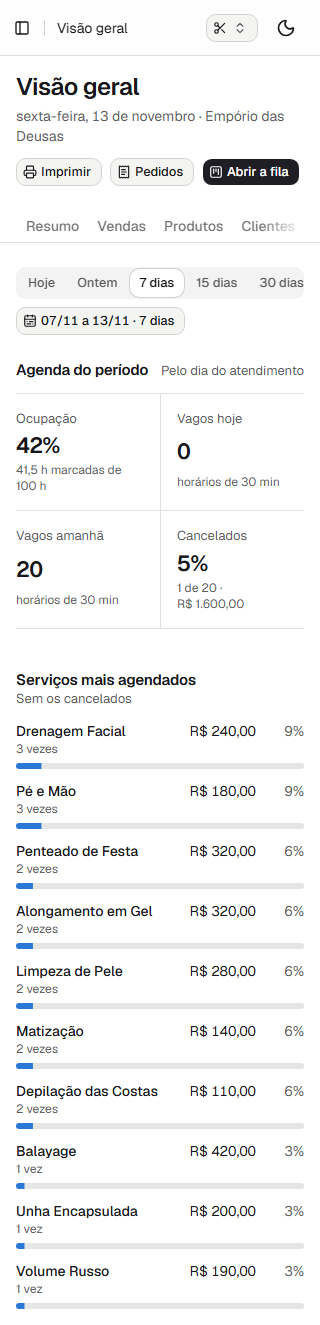 Visão geral
Visão geral
sexta-feira, 13 de novembro · Empório das
Deusas
Imprimir
Pedidos
Abrir a fila
Resumo
Vendas
Produtos
Clientes
Hoje
Ontem
7 dias
15 dias
30 dias
07/11 a 13/11 · 7 dias
Agenda do período
Pelo dia do atendimento
Ocupação
42%
41,5 h marcadas de
100 h
Vagos hoje
0
horários de 30 min
Vagos amanhã
20
horários de 30 min
Cancelados
5%
1 de 20 ·
R$ 1.600,00
Serviços mais agendados
Sem os cancelados
Drenagem Facial R$ 240,00 9%
3 vezes
Pé e Mão R$ 180,00 9%
3 vezes
Penteado de Festa R$ 320,00 6%
2 vezes
Alongamento em Gel R$ 320,00 6%
2 vezes
Limpeza de Pele R$ 280,00 6%
2 vezes
Matização R$ 140,00 6%
2 vezes
Depilação das Costas R$ 110,00 6%
2 vezes
Balayage R$ 420,00 3%
1 vez
Unha Encapsulada R$ 200,00 3%
1 vez
Volume Russo R$ 190,00 3%
1 vez